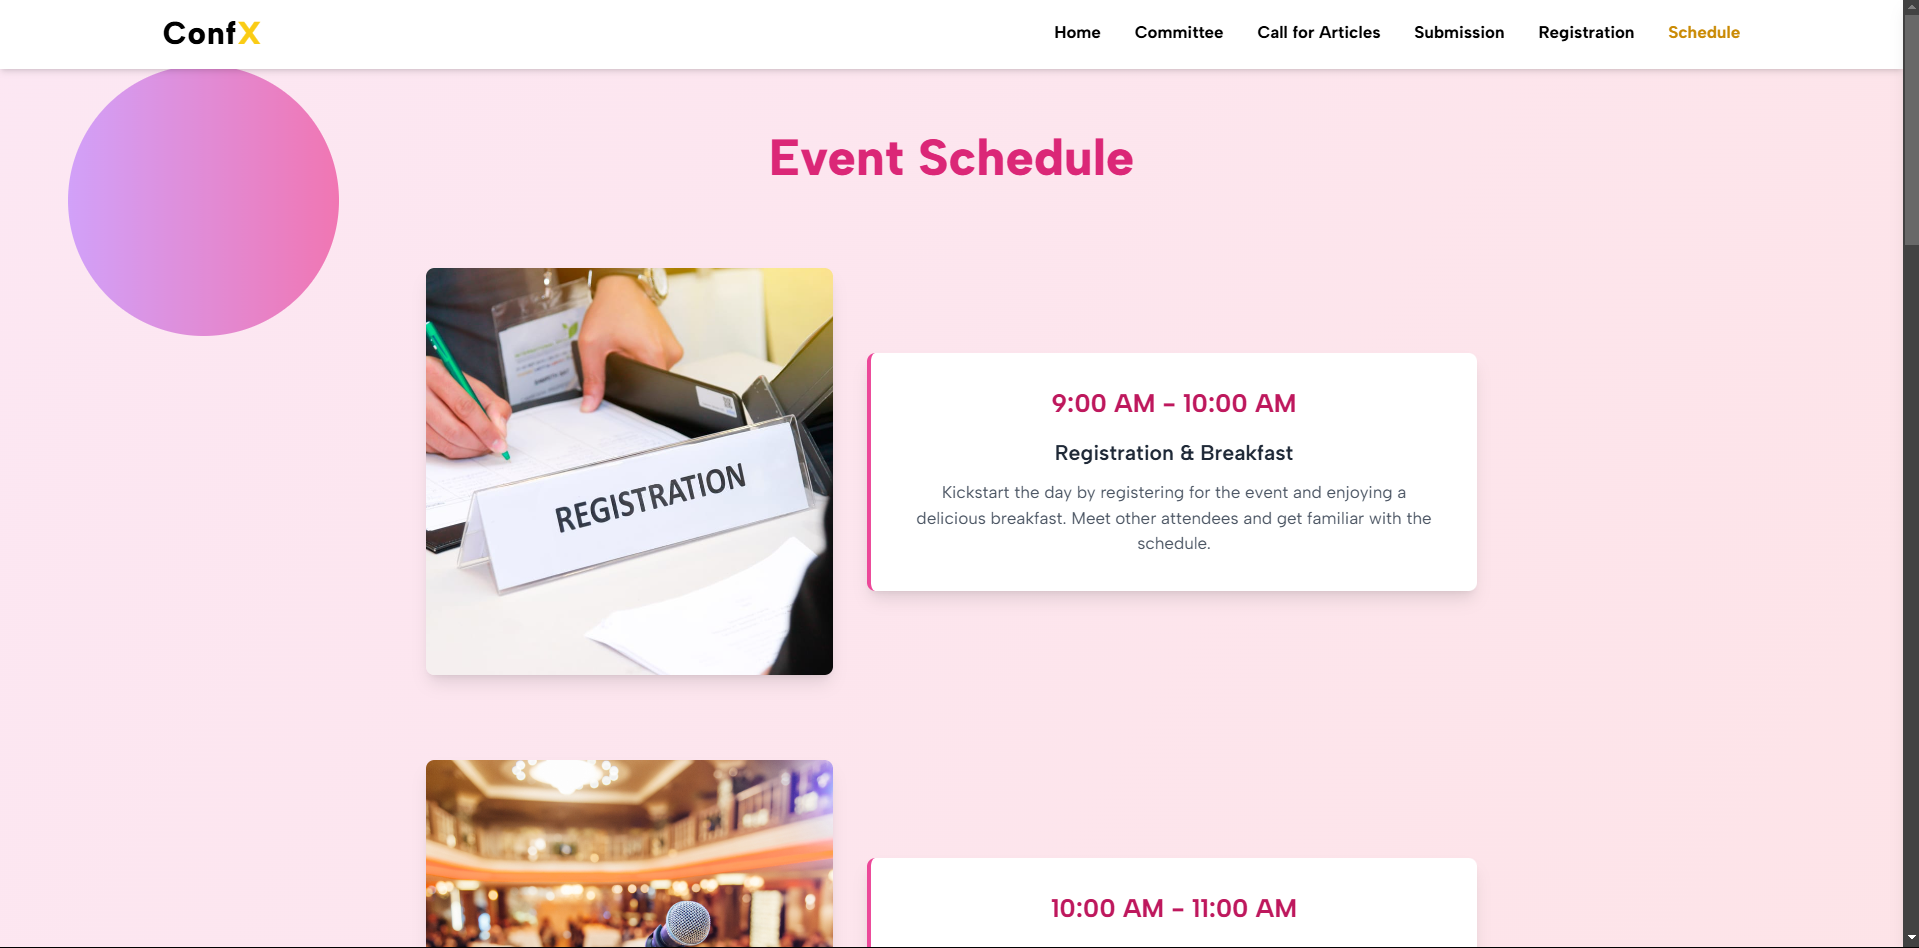 ConfX
Home Committee Call for Articles Submission Registration Schedule
Event Schedule
REGISTRATION
9:00 AM - 10:00 AM
Registration & Breakfast
Kickstart the day by registering for the event and enjoying a
delicious breakfast. Meet other attendees and get familiar with the
schedule.
10:00 AM - 11:00 AM